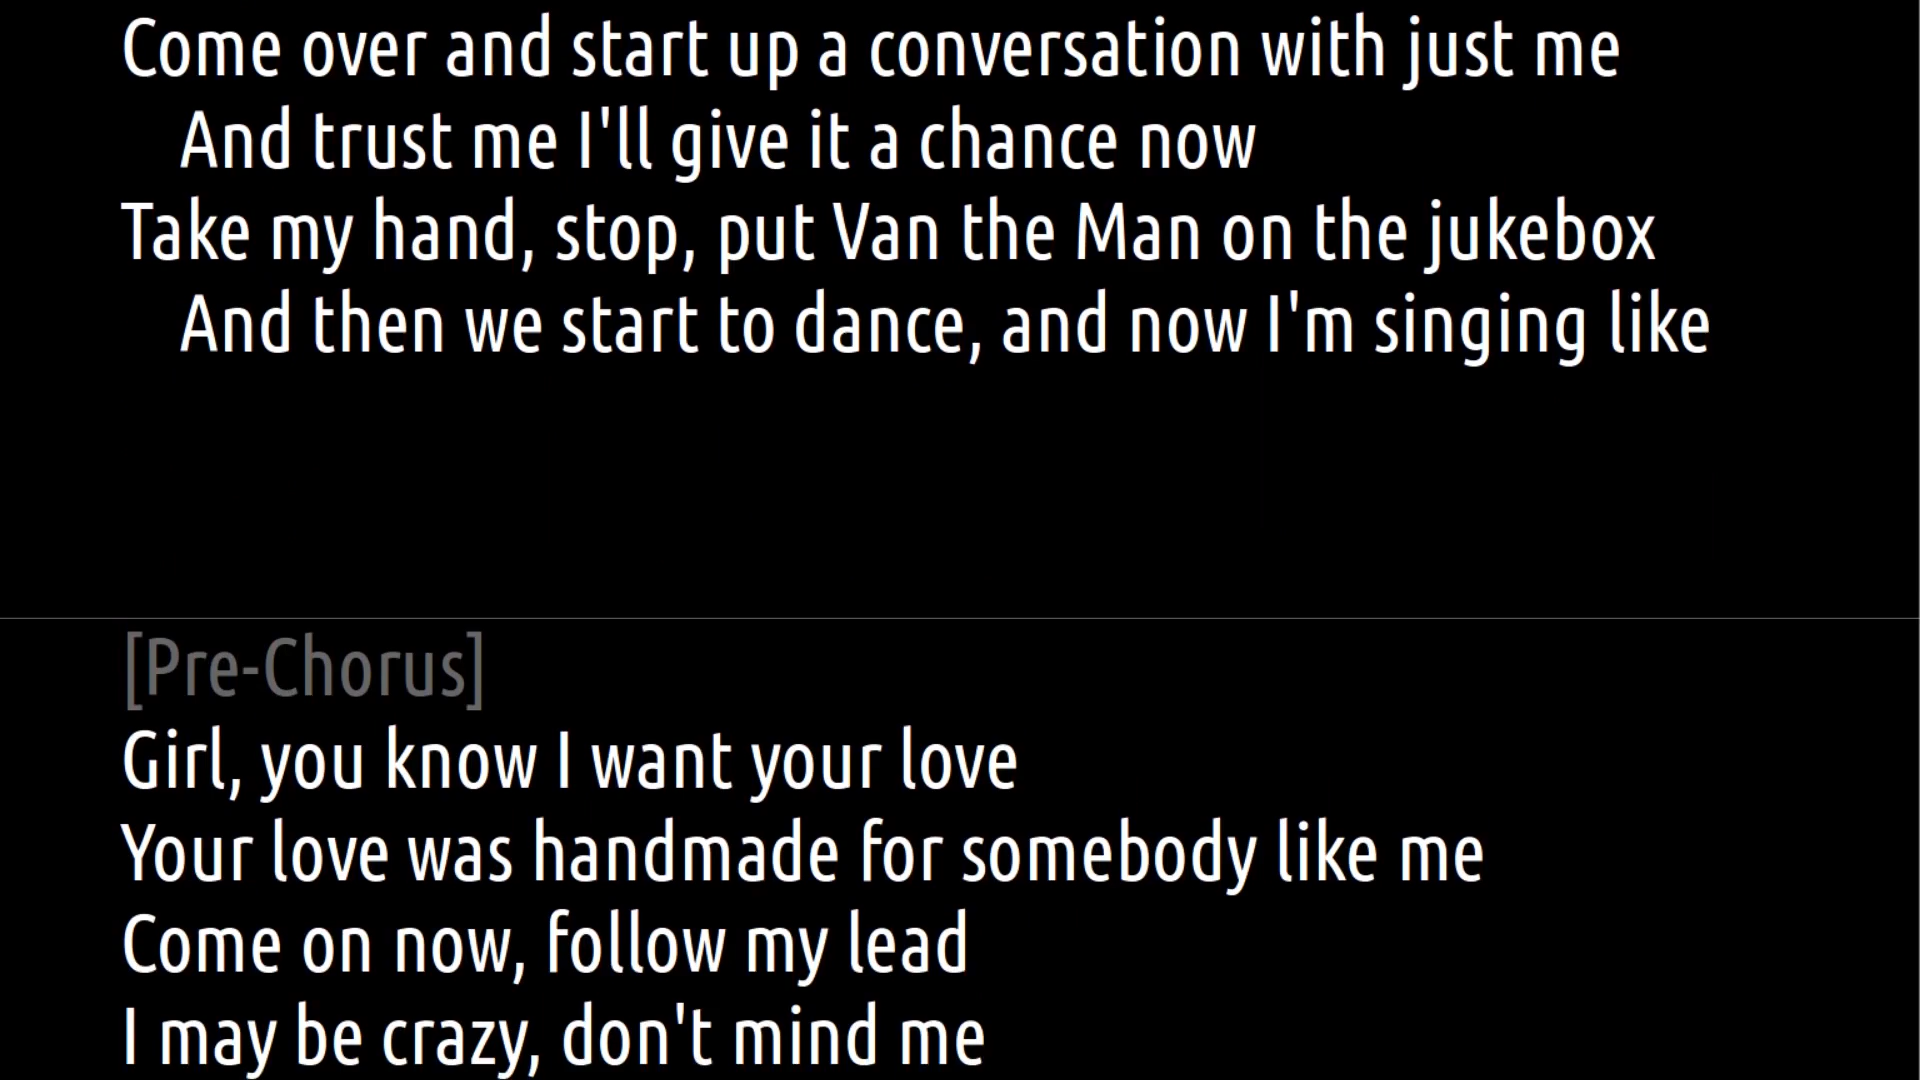 Come over and start up a conversation with just me
And trust me I'll give it a chance now
Take my hand, stop, put Van the Man on the jukebox
And then we start to dance, and now I'm singing like
[Pre-Chorus]
Girl, you know I want your love
Your love was handmade for somebody like me
Come on now, follow my lead
I may be crazy, don't mind me